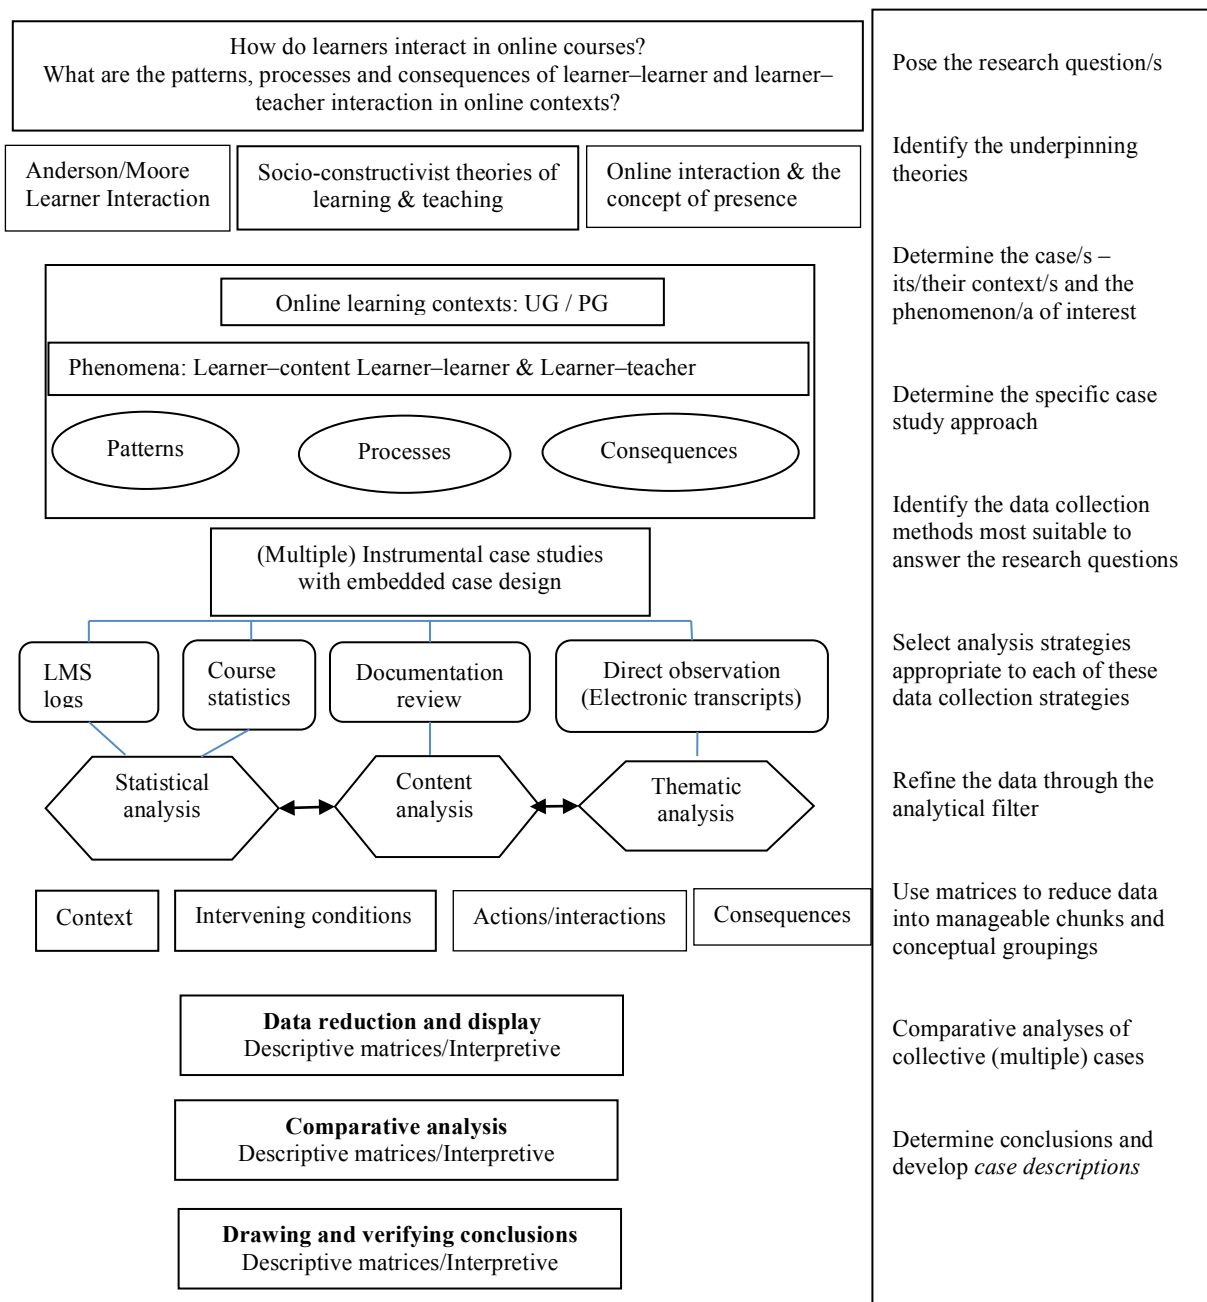 How do learners interact in online courses?
What are the patterns, processes and consequences of learner–learner and learner–
teacher interaction in online contexts?
Anderson/Moore
Learner Interaction
Socio-constructivist theories of
learning & teaching
Online interaction & the
concept of presence
Online learning contexts: UG / PG
Phenomena: Learner–content Learner–learner & Learner–teacher
Patterns
Processes
Consequences
(Multiple) Instrumental case studies
with embedded case design
LMS
logs
Course
statistics
Documentation
review
Direct observation
(Electronic transcripts)
Statistical
analysis
Content
analysis
Thematic
analysis
Context
Intervening conditions
Actions/interactions
Consequences
Data reduction and display
Descriptive matrices/Interpretive
Comparative analysis
Descriptive matrices/Interpretive
Drawing and verifying conclusions
Descriptive matrices/Interpretive
Pose the research question/s
Identify the underpinning
theories
Determine the case/s –
its/their context/s and the
phenomenon/a of interest
Determine the specific case
study approach
Identify the data collection
methods most suitable to
answer the research questions
Select analysis strategies
appropriate to each of these
data collection strategies
Refine the data through the
analytical filter
Use matrices to reduce data
into manageable chunks and
conceptual groupings
Comparative analyses of
collective (multiple) cases
Determine conclusions and
develop case descriptions